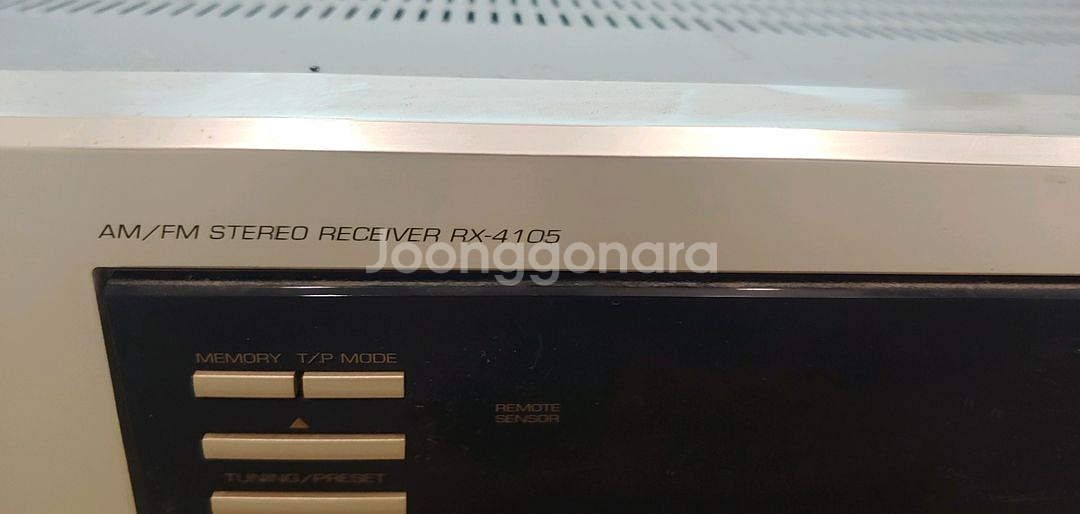 AM/FM STEREO RECEIVER RX-4105
Joonggonara
MEMORY T/P MODE
REMOTE
SENSOR
TUNING/PRESET